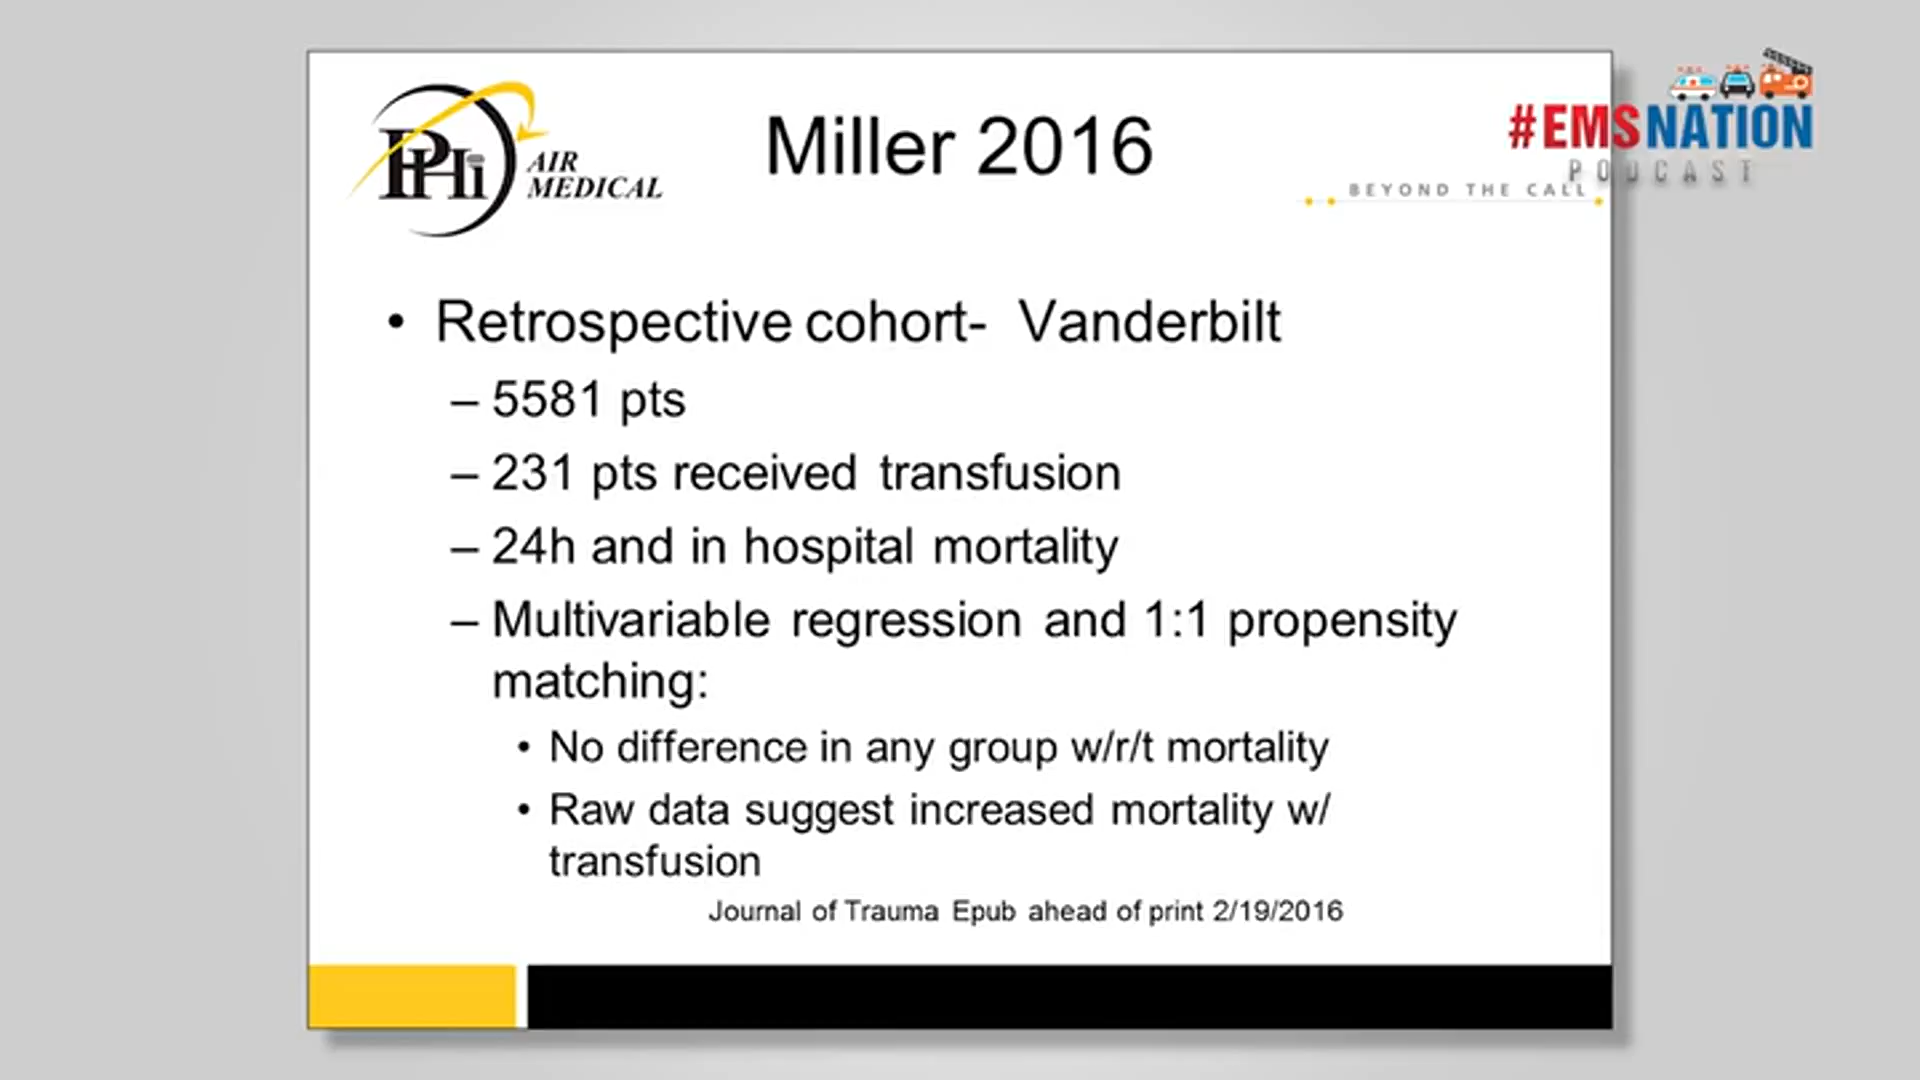 PHi
AIR
MEDICAL
Miller 2016
#EMSNATION
PODCAST
BEYOND THE CALL
• Retrospective cohort- Vanderbilt
– 5581 pts
– 231 pts received transfusion
– 24h and in hospital mortality
– Multivariable regression and 1:1 propensity
matching:
• No difference in any group w/r/t mortality
• Raw data suggest increased mortality w/
transfusion
Journal of Trauma Epub ahead of print 2/19/2016